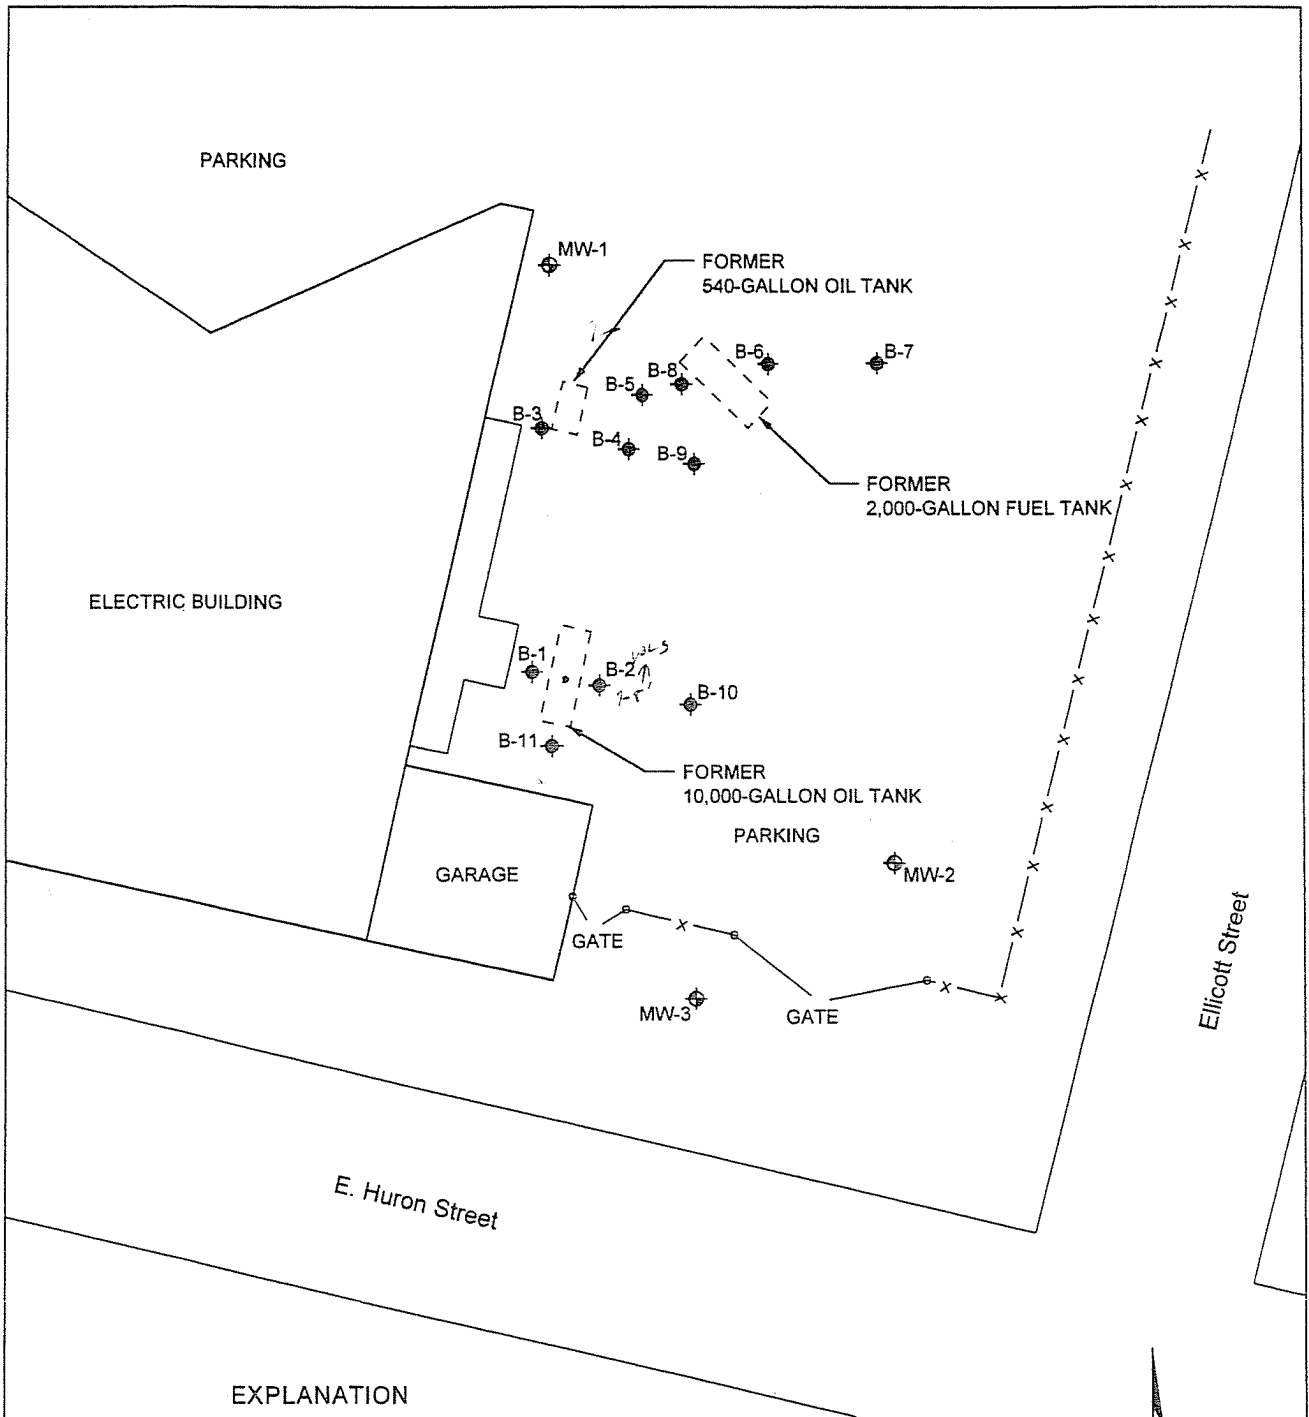 PARKING
MW-1
FORMER
540-GALLON OIL TANK
B-6
B-7
B-8
B-5
B-3
B-4
B-9
FORMER
2,000-GALLON FUEL TANK
ELECTRIC BUILDING
B-1
B-2
B-10
B-11
FORMER
10,000-GALLON OIL TANK
PARKING
GARAGE
MW-2
GATE
MW-3
GATE
Ellicott Street
E. Huron Street
EXPLANATION